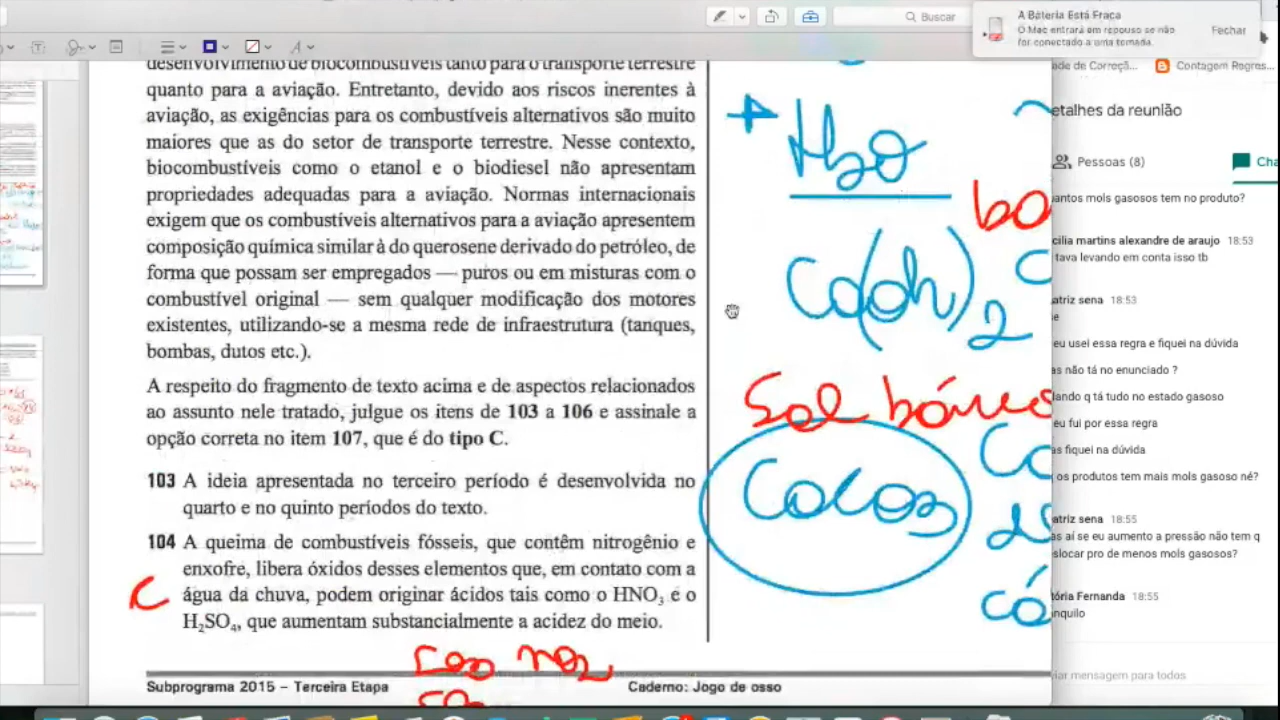 Buscar
A Bateria Está Fraca
O Mac entrará em repouso se não
for conectado a uma tomada.
Fechar
ade de Correçã...
Contagem Regres...
desenvolvimento de biocombustíveis tanto para o transporte terrestre
quanto para a aviação. Entretanto, devido aos riscos inerentes à
aviação, as exigências para os combustíveis alternativos são muito
maiores que as do setor de transporte terrestre. Nesse contexto,
biocombustíveis como o etanol e o biodiesel não apresentam
propriedades adequadas para a aviação. Normas internacionais
exigem que os combustíveis alternativos para a aviação apresentem
composição química similar à do querosene derivado do petróleo, de
forma que possam ser empregados — puros ou em misturas com o
combustível original — sem qualquer modificação dos motores
existentes, utilizando-se a mesma rede de infraestrutura (tanques,
bombas, dutos etc.).
A respeito do fragmento de texto acima e de aspectos relacionados
ao assunto nele tratado, julgue os itens de 103 a 106 e assinale a
opção correta no item 107, que é do tipo C.
103 A ideia apresentada no terceiro período é desenvolvida no
quarto e no quinto períodos do texto.
104 A queima de combustíveis fósseis, que contêm nitrogênio e
enxofre, libera óxidos desses elementos que, em contato com a
C
água da chuva, podem originar ácidos tais como o HNO3 e o
H2SO4, que aumentam substancialmente a acidez do meio.
NO2
Subprograma 2015 – Terceira Etapa
Caderno: Jogo de osso
+ H2O
ba
Ca(OH)2
C
Sal básico
CaCO3
Ca
có
etalhes da reunião
Pessoas (8)
Cha
uantos mols gasosos tem no produto?
cilia martins alexandre de araujo 18:53
tava levando em conta isso tb
atriz sena 18:53
e
eu usei essa regra e fiquei na dúvida
as não tá no enunciado ?
lando q tá tudo no estado gasoso
eu fui por essa regra
as fiquei na dúvida
os produtos tem mais mols gasoso né?
atriz sena 18:55
as aí se eu aumento a pressão não tem q
slocar pro de menos mols gasosos?
tória Fernanda 18:55
nquilo
iar mensagem para todos